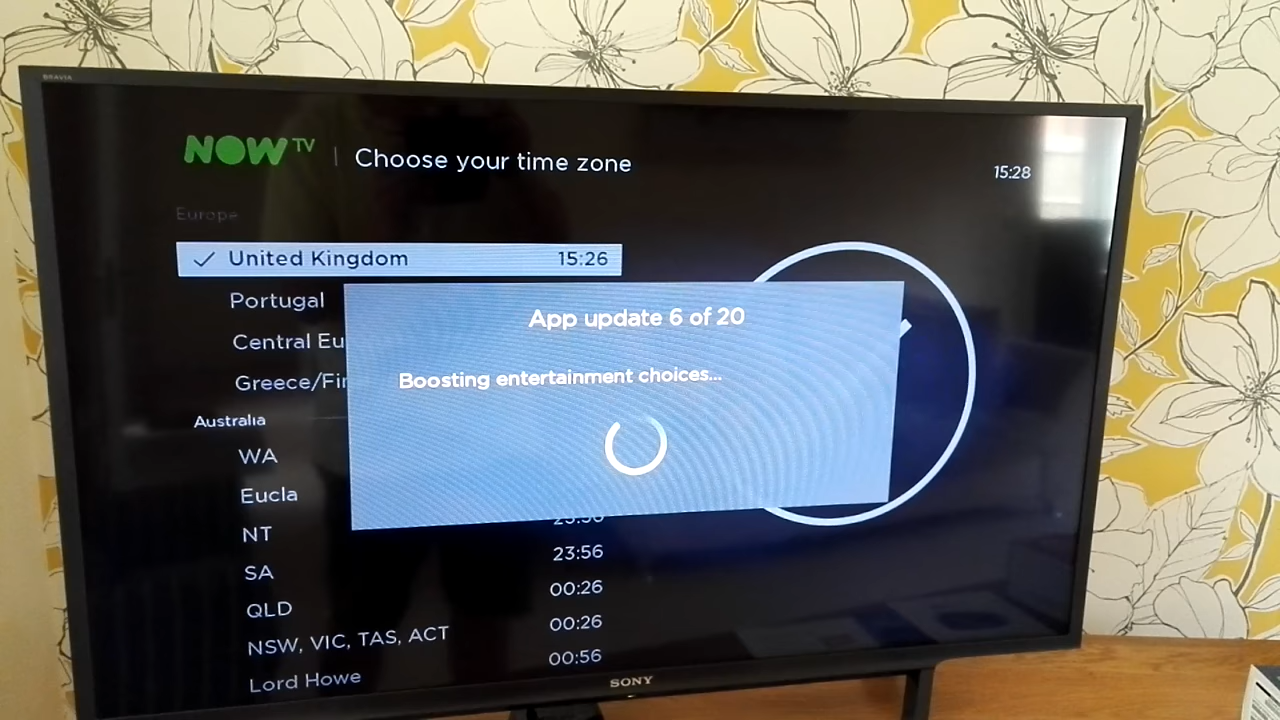 BRAVIA
NOW TV | Choose your time zone
15:28
Europe
United Kingdom 15:26
Portugal
Central Eu
Greece/Fin
App update 6 of 20
Boosting entertainment choices...
Australia
WA
Eucla
NT
SA 23:56
QLD 00:26
NSW, VIC, TAS, ACT 00:26
Lord Howe 00:56
SONY